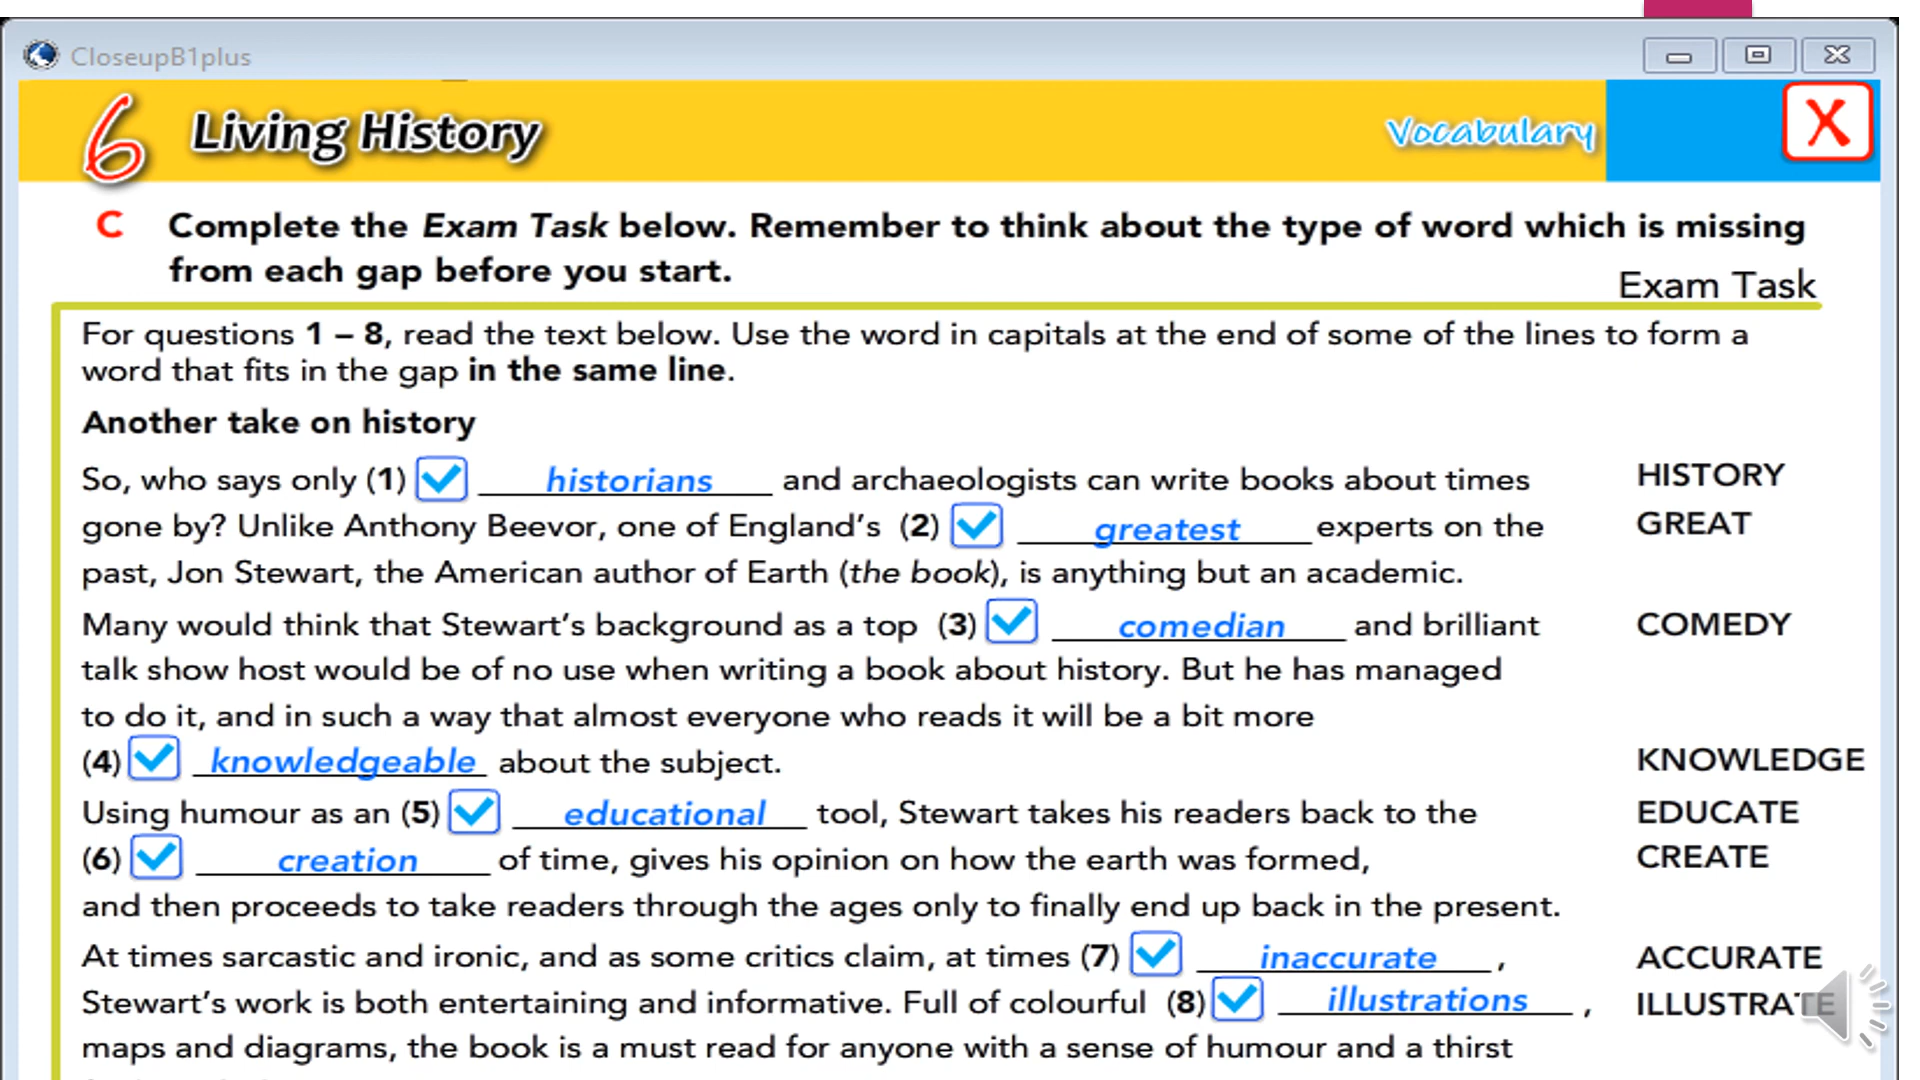 CloseupB1plus
6 Living History Vocabulary X
C Complete the Exam Task below. Remember to think about the type of word which is missing
from each gap before you start.
Exam Task
For questions 1 – 8, read the text below. Use the word in capitals at the end of some of the lines to form a
word that fits in the gap in the same line.
Another take on history
So, who says only (1) historians and archaeologists can write books about times HISTORY
gone by? Unlike Anthony Beevor, one of England's (2) greatest experts on the GREAT
past, Jon Stewart, the American author of Earth (the book), is anything but an academic.
Many would think that Stewart's background as a top (3) comedian and brilliant COMEDY
talk show host would be of no use when writing a book about history. But he has managed
to do it, and in such a way that almost everyone who reads it will be a bit more
(4) knowledgeable about the subject. KNOWLEDGE
Using humour as an (5) educational tool, Stewart takes his readers back to the EDUCATE
(6) creation of time, gives his opinion on how the earth was formed, CREATE
and then proceeds to take readers through the ages only to finally end up back in the present.
At times sarcastic and ironic, and as some critics claim, at times (7) inaccurate , ACCURATE
Stewart's work is both entertaining and informative. Full of colourful (8) illustrations , ILLUSTRATE
maps and diagrams, the book is a must read for anyone with a sense of humour and a thirst